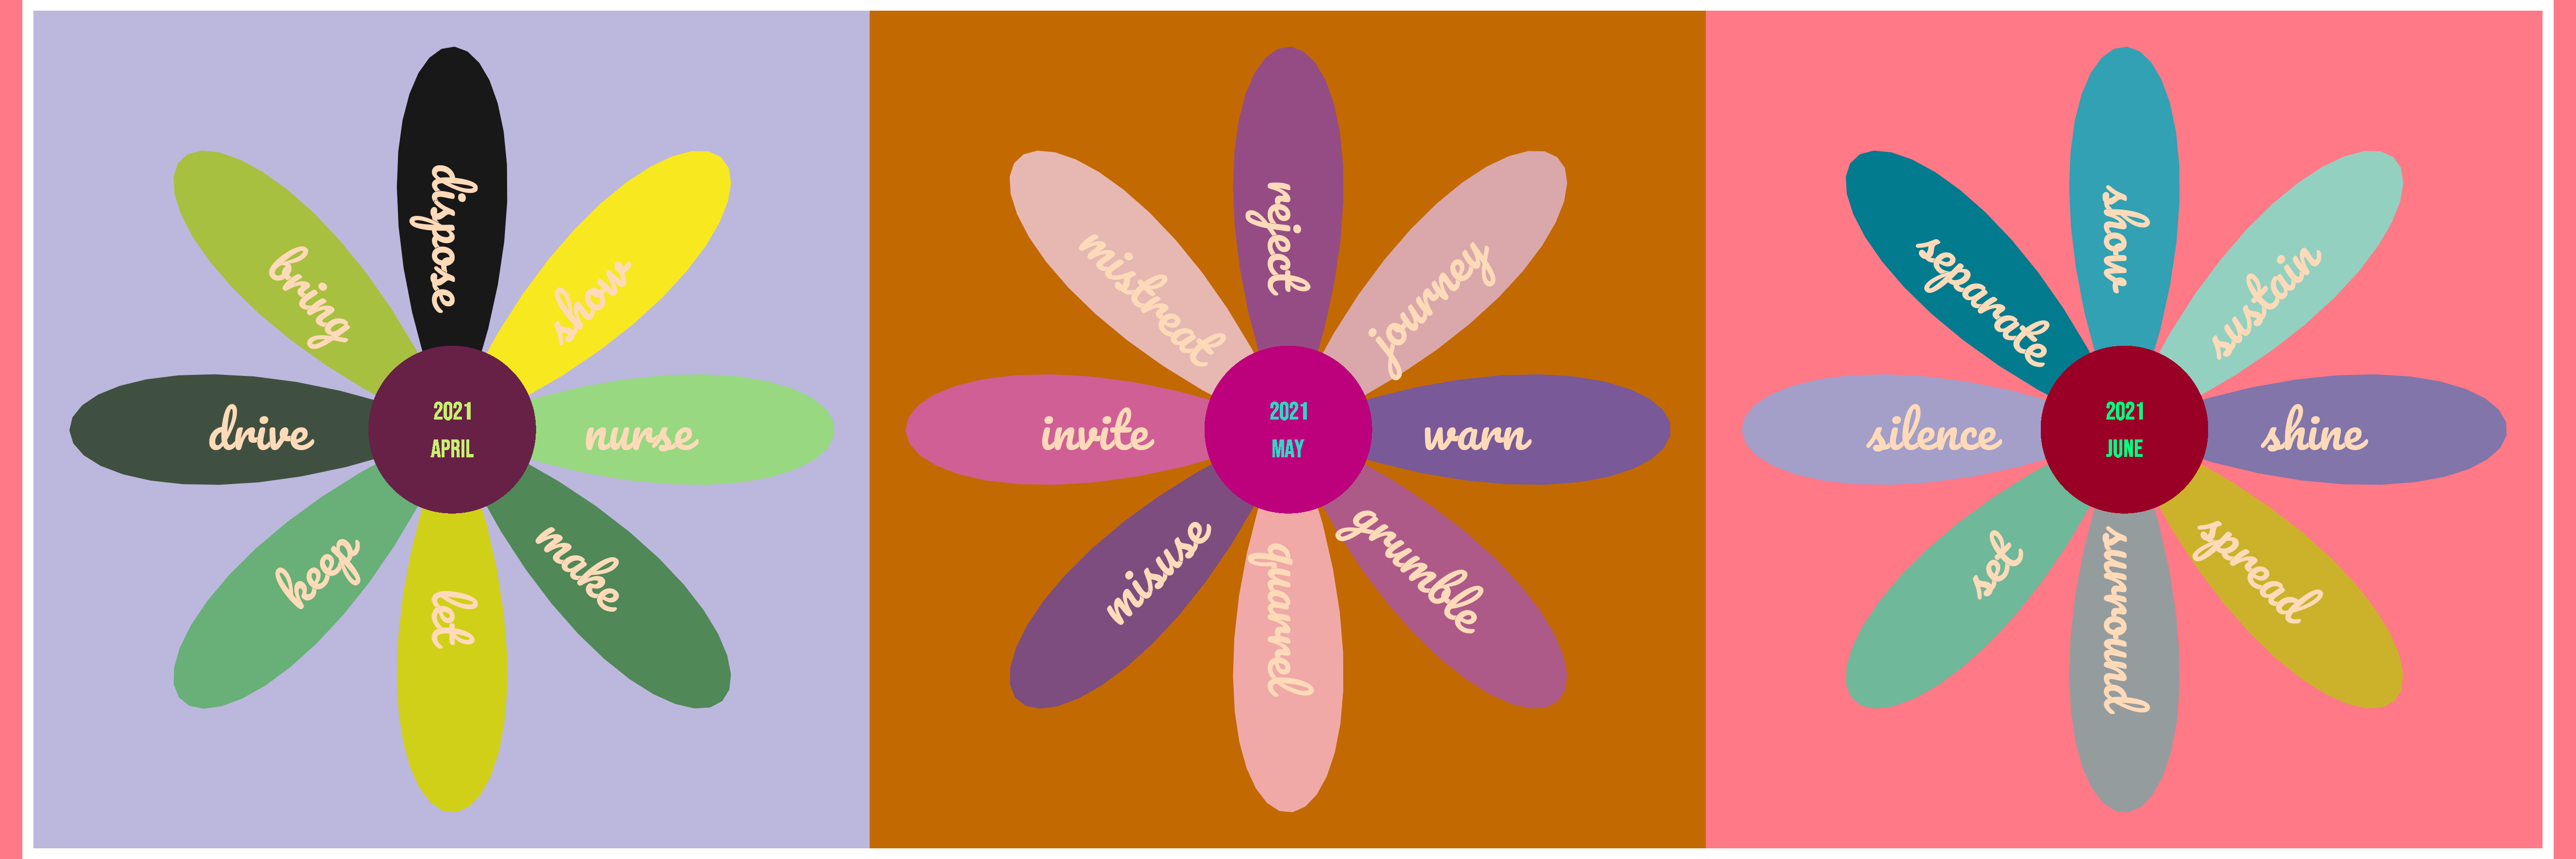 dispose
show
nurse
make
let
keep
drive
bring
2021
APRIL
reject
journey
warn
grumble
quarrel
misuse
invite
mistreat
2021
MAY
show
sustain
shine
spread
surround
set
silence
separate
2021
JUNE